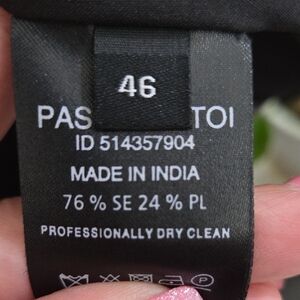 46
PAS TOI
ID 514357904
MADE IN INDIA
76 % SE 24 % PL
PROFESSIONALLY DRY CLEAN
P